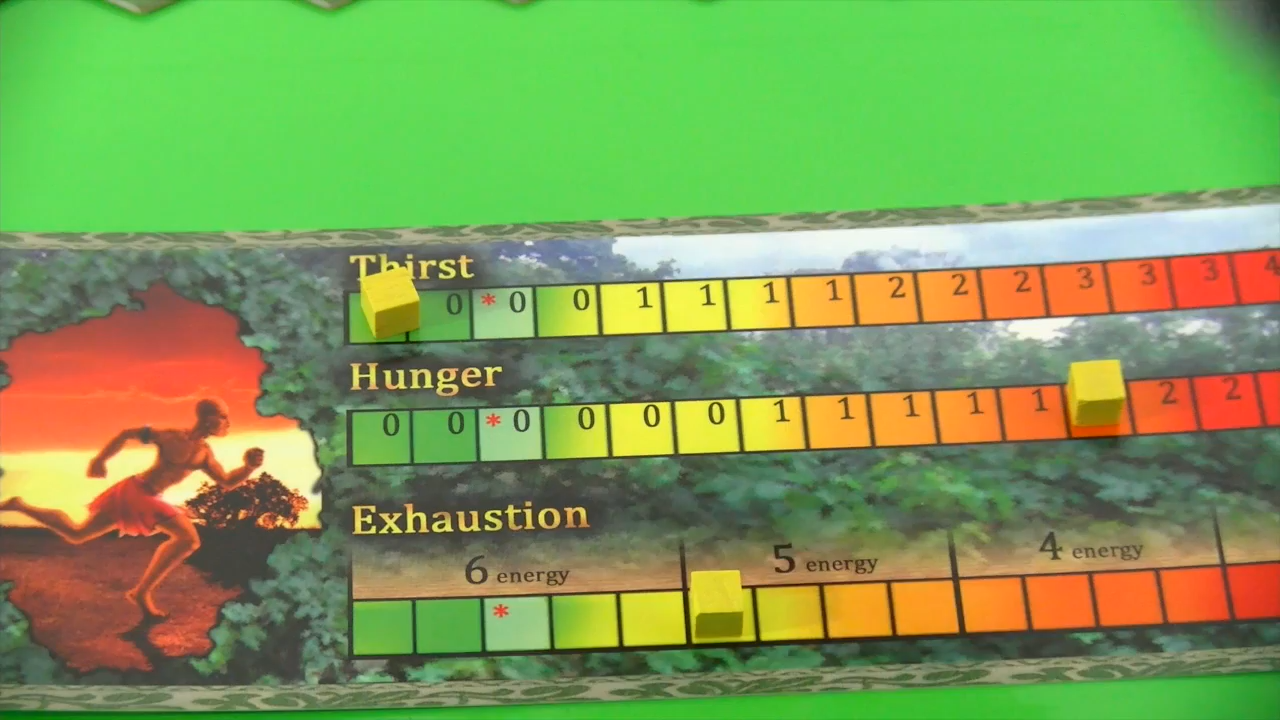 Thirst
0 * 0 0 1 1 1 1 2 2 2 3 3 3 4
Hunger
0 0 * 0 0 0 0 1 1 1 1 1 2 2
Exhaustion
6 energy 5 energy 4 energy
*